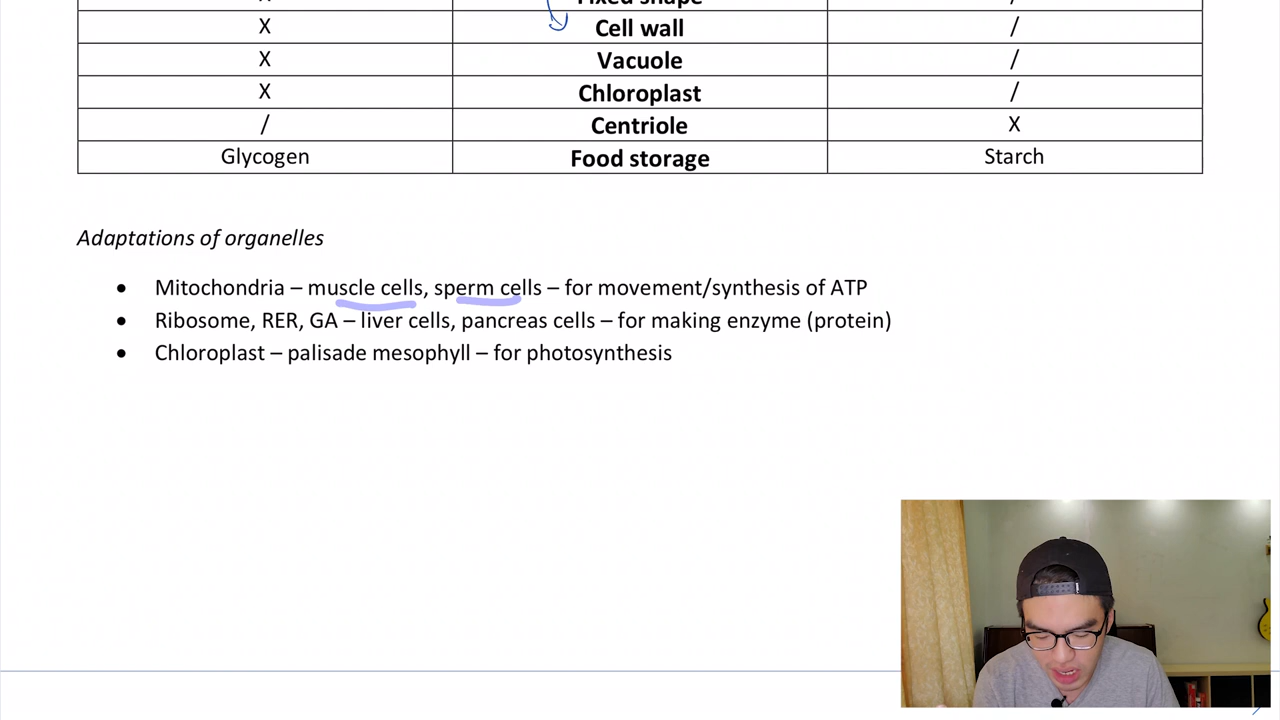 X Fixed shape /
X Cell wall /
X Vacuole /
X Chloroplast /
/ Centriole X
Glycogen Food storage Starch
Adaptations of organelles
• Mitochondria – muscle cells, sperm cells – for movement/synthesis of ATP
• Ribosome, RER, GA – liver cells, pancreas cells – for making enzyme (protein)
• Chloroplast – palisade mesophyll – for photosynthesis